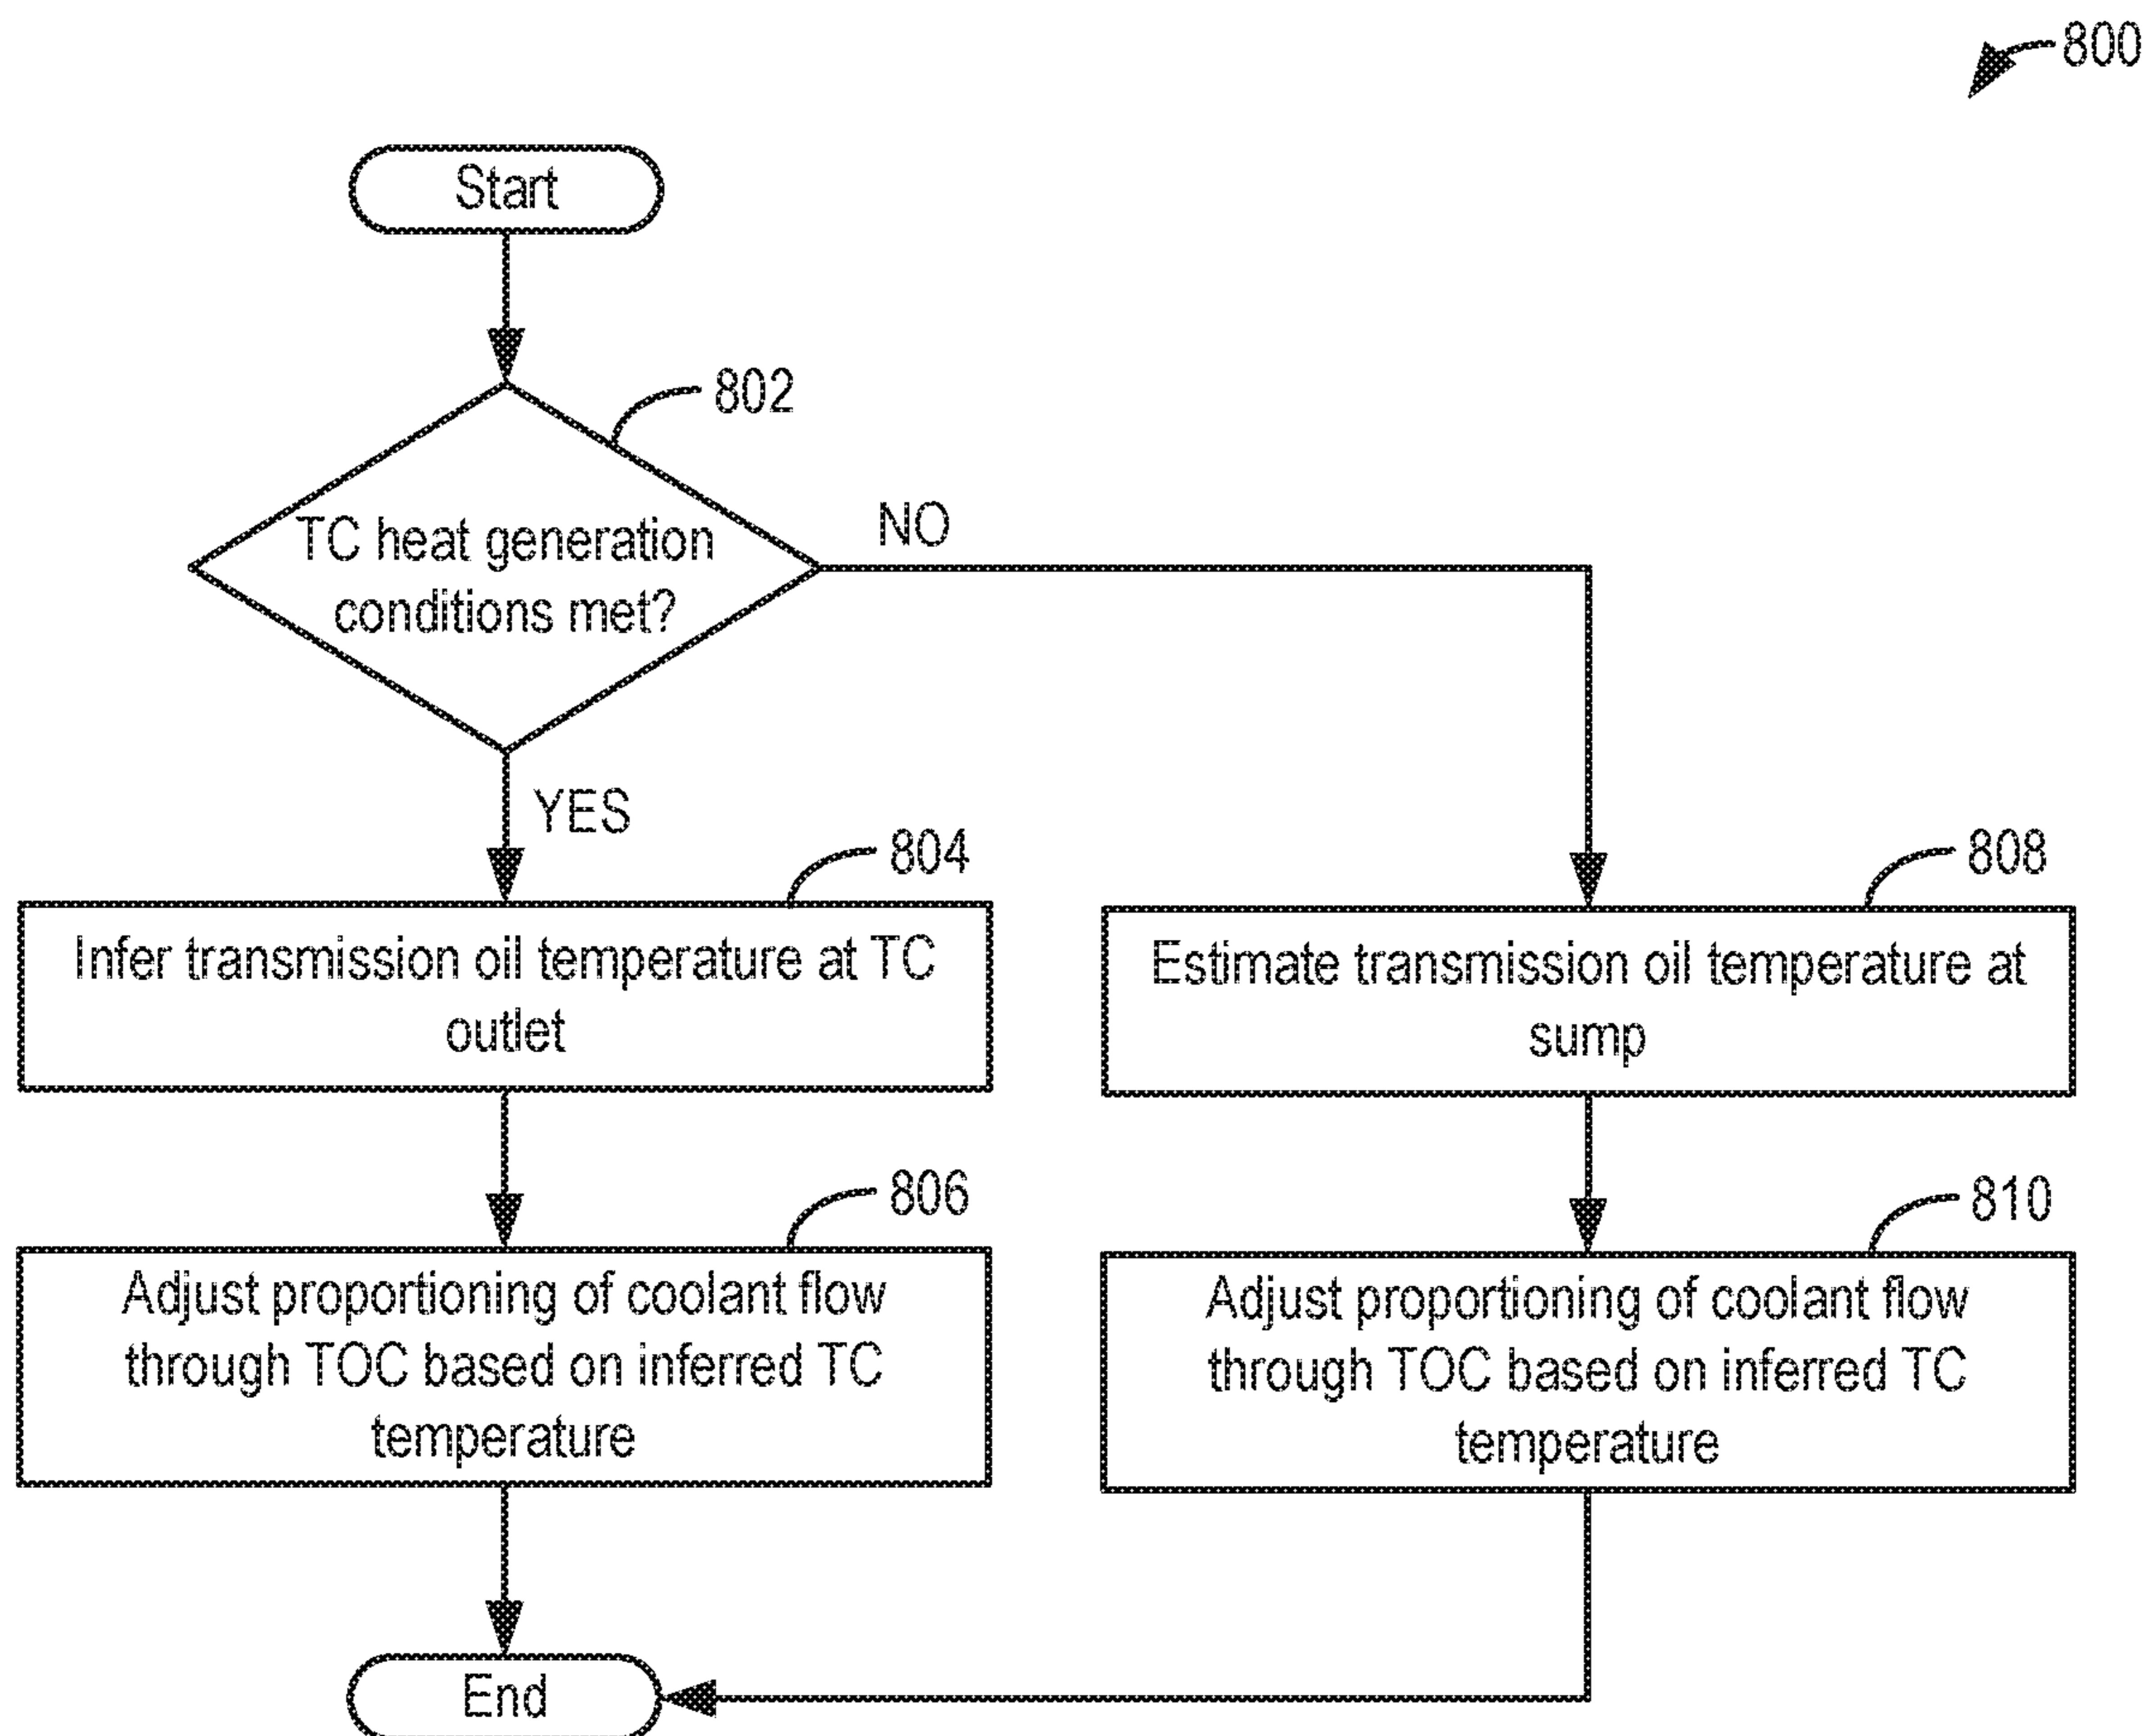 800
Start
802
TC heat generation
conditions met?
NO
YES
804
Infer transmission oil temperature at TC
outlet
808
Estimate transmission oil temperature at
sump
806
Adjust proportioning of coolant flow
through TOC based on inferred TC
temperature
810
Adjust proportioning of coolant flow
through TOC based on inferred TC
temperature
End